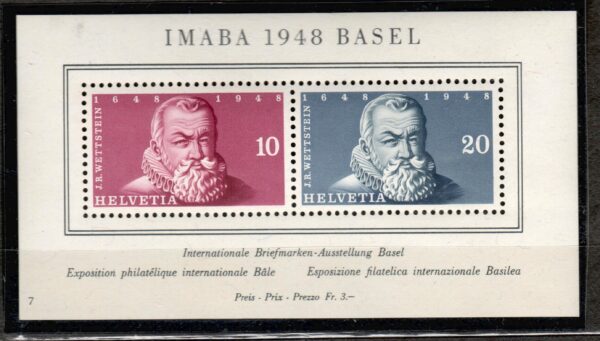 IMABA 1948 BASEL
1648 1948
J.R. WETTSTEIN
10
HELVETIA
1648 1948
J.R. WETTSTEIN
20
HELVETIA
Internationale Briefmarken-Ausstellung Basel
Exposition philatélique internationale Bâle Esposizione filatelica internazionale Basilea
7 Preis - Prix - Prezzo Fr. 3.–